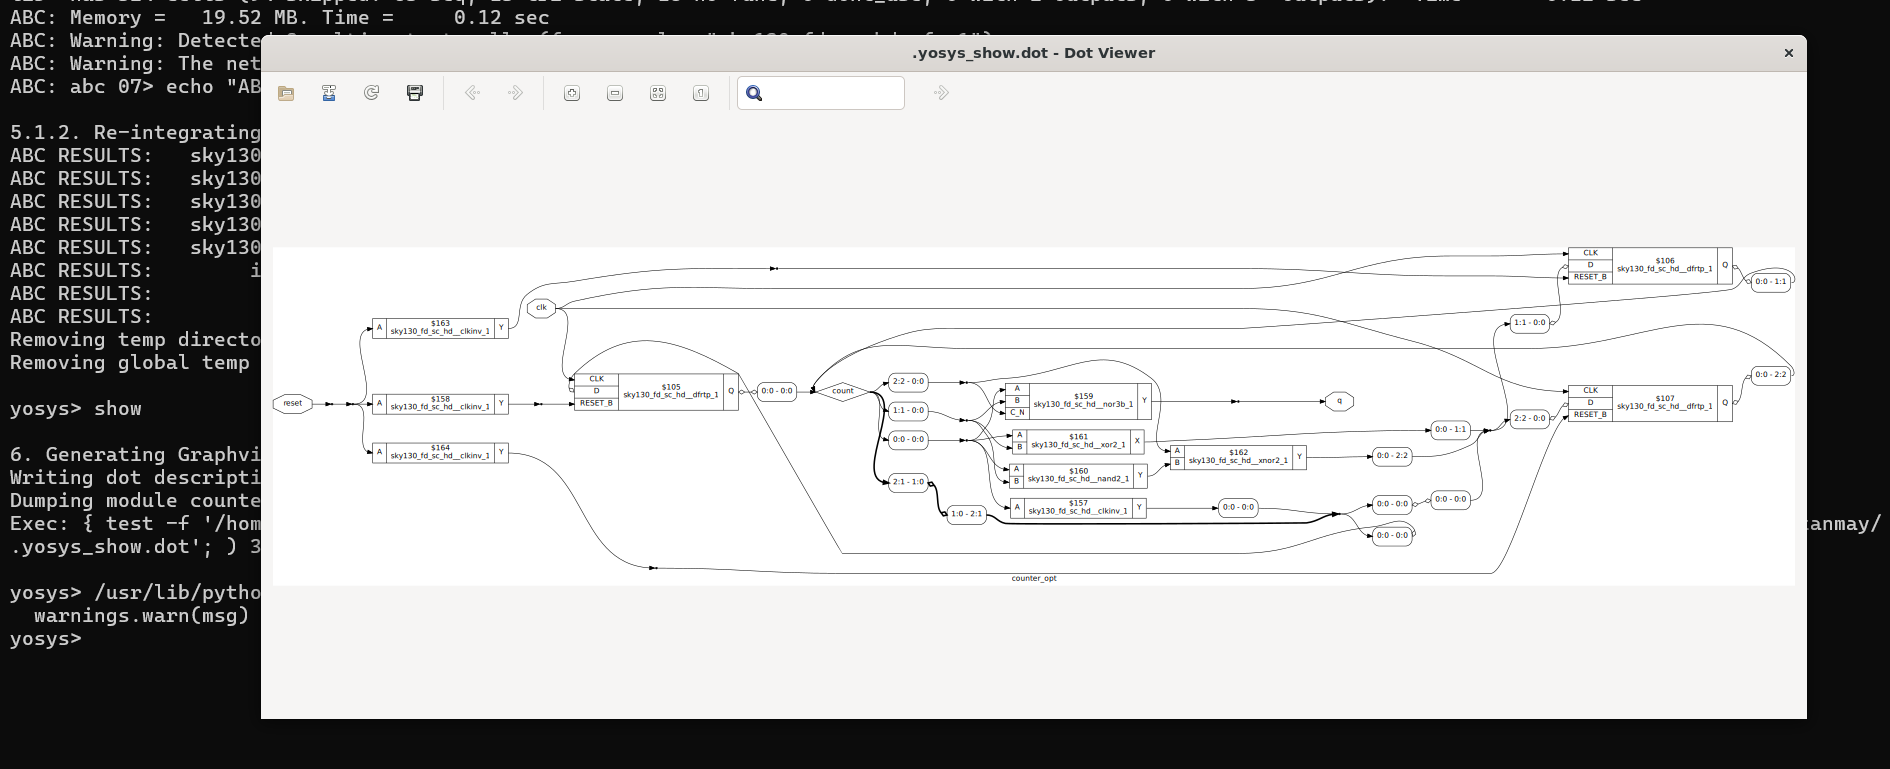 ABC: Memory =   19.52 MB. Time =     0.12 sec
ABC: Warning: Detected
ABC: Warning: The net
ABC: abc 07> echo "AB
5.1.2. Re-integrating
ABC RESULTS:   sky130
ABC RESULTS:   sky130
ABC RESULTS:   sky130
ABC RESULTS:   sky130
ABC RESULTS:   sky130
ABC RESULTS:        i
ABC RESULTS:
ABC RESULTS:
Removing temp directo
Removing global temp
yosys> show
6. Generating Graphvi
Writing dot descripti
Dumping module counte
Exec: { test -f '/hom
anmay/
.yosys_show.dot'; ) 3
yosys> /usr/lib/pytho
warnings.warn(msg)
yosys>
.yosys_show.dot - Dot Viewer
reset
A
$163
sky130_fd_sc_hd__clkinv_1
Y
A
$158
sky130_fd_sc_hd__clkinv_1
Y
A
$164
sky130_fd_sc_hd__clkinv_1
Y
clk
CLK
D
RESET_B
$105
sky130_fd_sc_hd__dfrtp_1
Q
0:0 - 0:0
count
2:2 - 0:0
1:1 - 0:0
0:0 - 0:0
2:1 - 1:0
1:0 - 2:1
A
B
C_N
$159
sky130_fd_sc_hd__nor3b_1
Y
A
B
$161
sky130_fd_sc_hd__xor2_1
X
A
B
$160
sky130_fd_sc_hd__nand2_1
Y
A
$157
sky130_fd_sc_hd__clkinv_1
Y
A
B
$162
sky130_fd_sc_hd__xnor2_1
Y
0:0 - 0:0
q
0:0 - 1:1
0:0 - 2:2
0:0 - 0:0
0:0 - 0:0
0:0 - 0:0
1:1 - 0:0
2:2 - 0:0
CLK
D
RESET_B
$106
sky130_fd_sc_hd__dfrtp_1
Q
0:0 - 1:1
CLK
D
RESET_B
$107
sky130_fd_sc_hd__dfrtp_1
Q
0:0 - 2:2
counter_opt